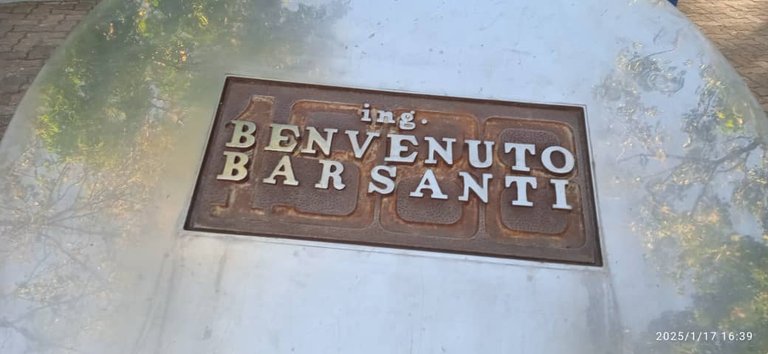 ing.
BENVENUTO
BARSANTI
2025/1/17 16:39